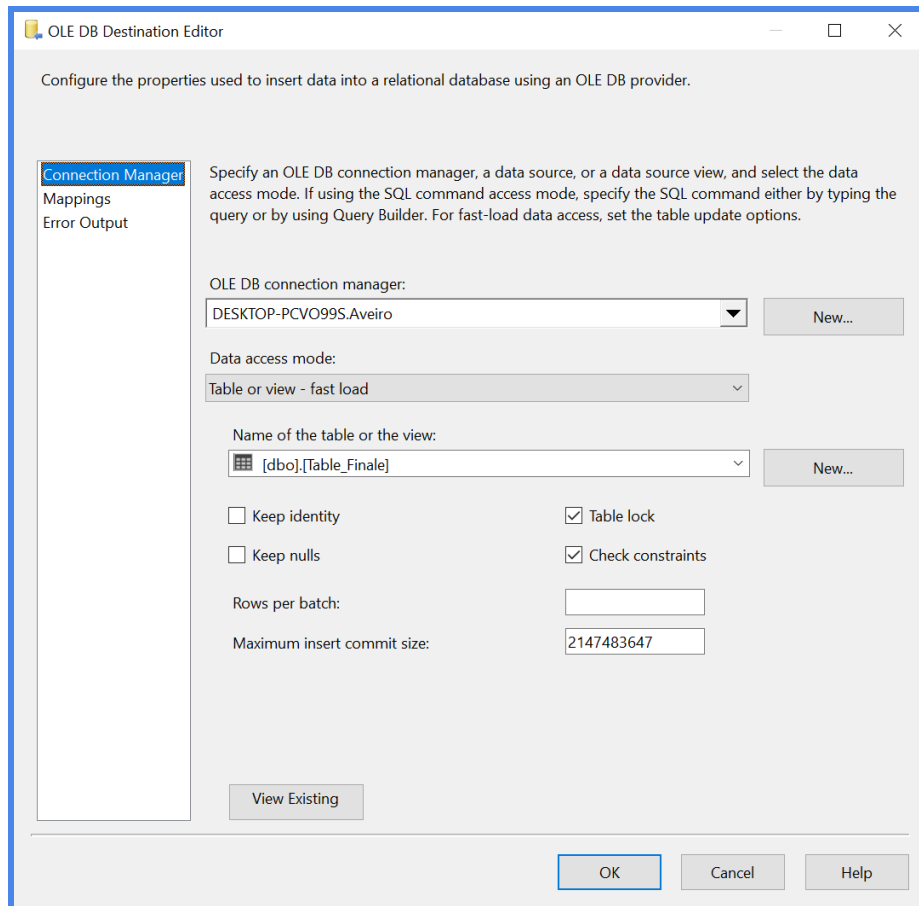 OLE DB Destination Editor
Configure the properties used to insert data into a relational database using an OLE DB provider.
Connection Manager
Mappings
Error Output
Specify an OLE DB connection manager, a data source, or a data source view, and select the data
access mode. If using the SQL command access mode, specify the SQL command either by typing the
query or by using Query Builder. For fast-load data access, set the table update options.
OLE DB connection manager:
DESKTOP-PCVO99S.Aveiro
New...
Data access mode:
Table or view - fast load
Name of the table or the view:
[dbo].[Table_Finale]
New...
Keep identity
Table lock
Keep nulls
Check constraints
Rows per batch:
Maximum insert commit size:
2147483647
View Existing
OK
Cancel
Help